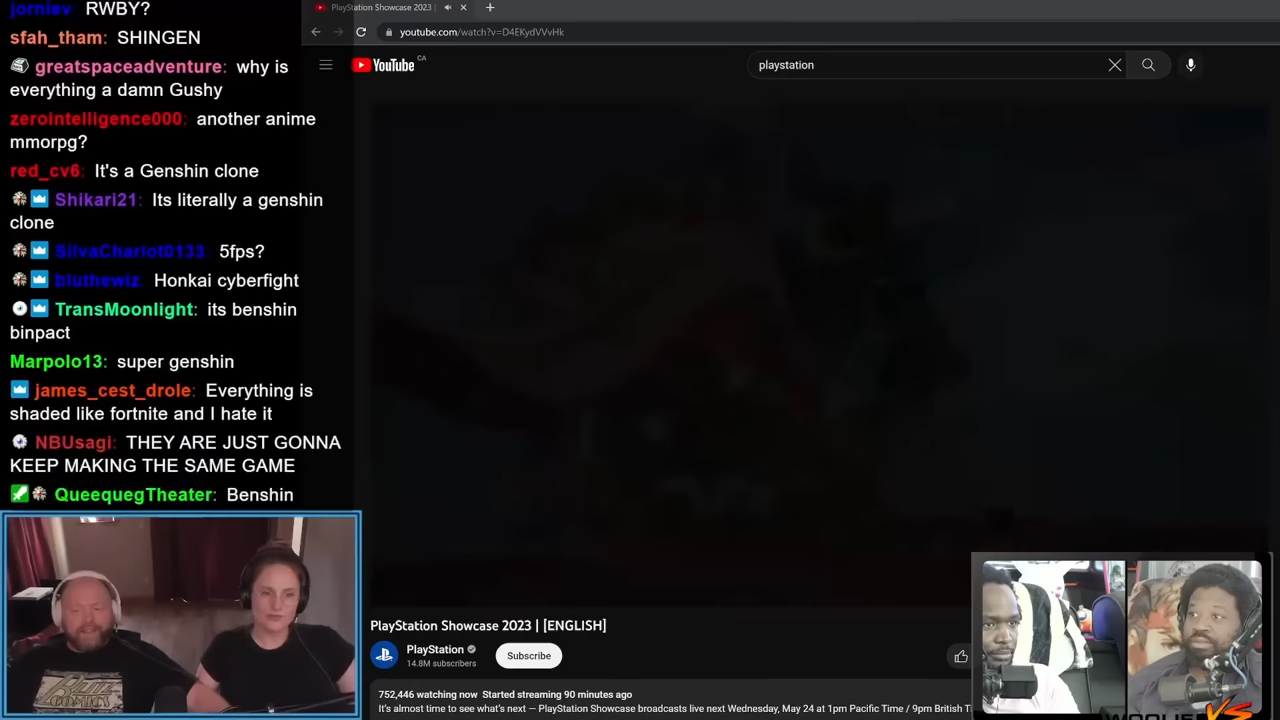 jorniev: RWBY?
sfah_tham: SHINGEN
greatspaceadventure: why is
everything a damn Gushy
zerointelligence000: another anime
mmorpg?
red_cv6: It's a Genshin clone
Shikari21: Its literally a genshin
clone
SilvaChariot0133: 5fps?
bluthewiz: Honkai cyberfight
TransMoonlight: its benshin
binpact
Marpolo13: super genshin
james_cest_drole: Everything is
shaded like fortnite and I hate it
NBUsagi: THEY ARE JUST GONNA
KEEP MAKING THE SAME GAME
QueequegTheater: Benshin
PlayStation Showcase 2023 |
youtube.com/watch?v=D4EKydVVvHk
YouTube CA
playstation
PlayStation Showcase 2023 | [ENGLISH]
PlayStation
14.8M subscribers
Subscribe
752,446 watching now Started streaming 90 minutes ago
It's almost time to see what's next — PlayStation Showcase broadcasts live next Wednesday, May 24 at 1pm Pacific Time / 9pm British T
VS